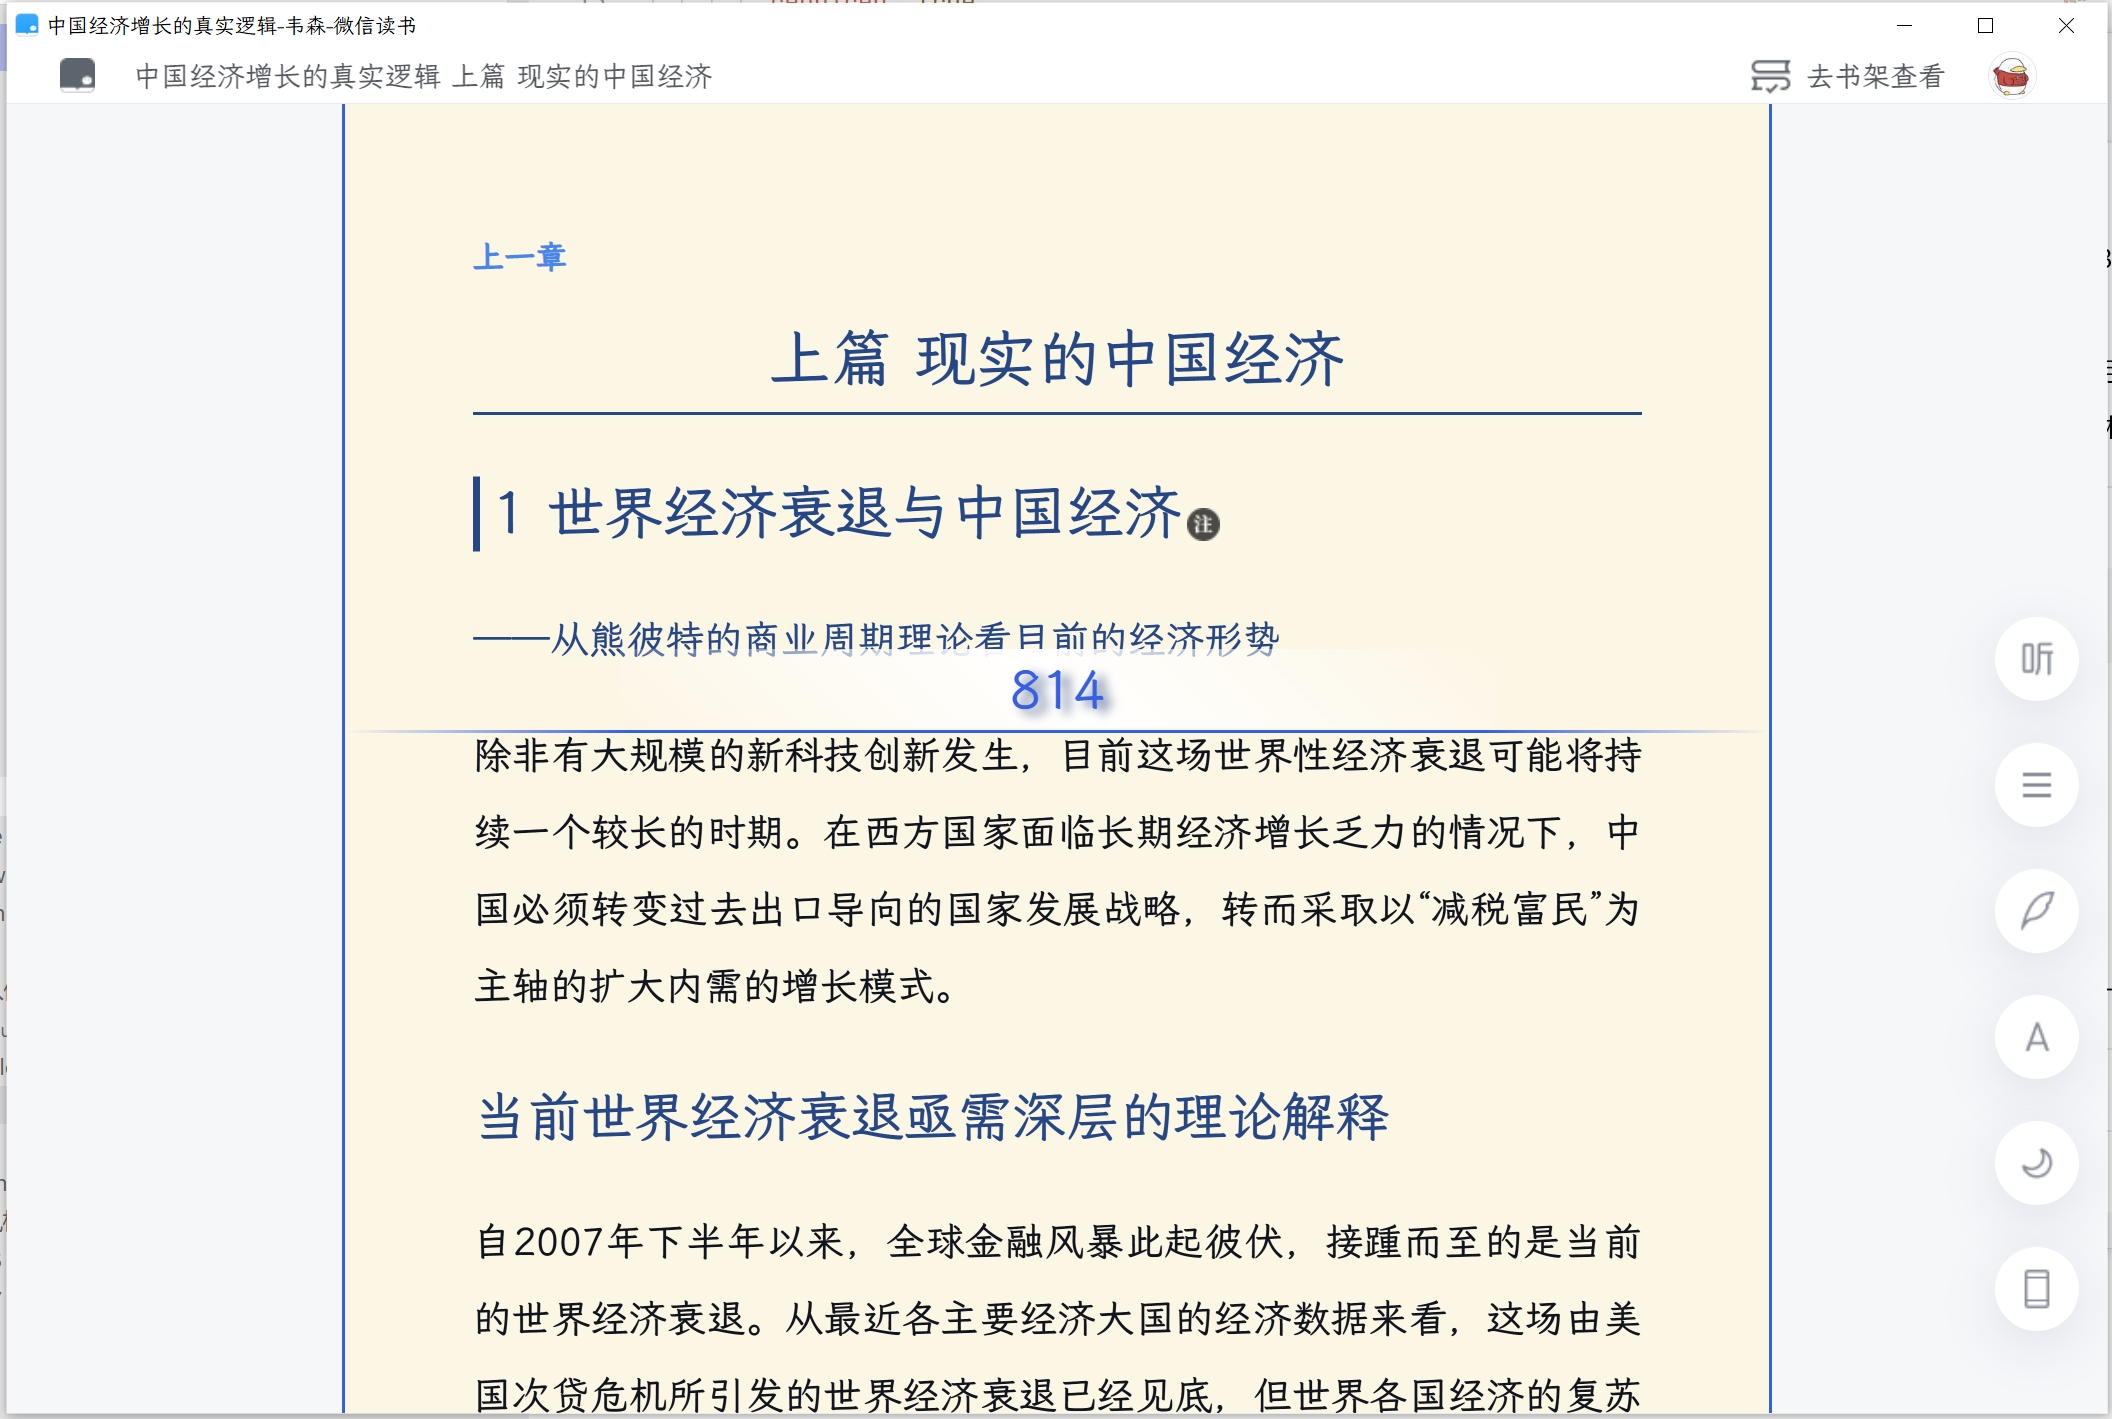 中国经济增长的真实逻辑-韦森-微信读书
中国经济增长的真实逻辑 上篇 现实的中国经济
去书架查看
上一章
上篇 现实的中国经济
1 世界经济衰退与中国经济注
——从熊彼特的商业周期理论看目前的经济形势
814
除非有大规模的新科技创新发生，目前这场世界性经济衰退可能将持
续一个较长的时期。在西方国家面临长期经济增长乏力的情况下，中
国必须转变过去出口导向的国家发展战略，转而采取以“减税富民”为
主轴的扩大内需的增长模式。
当前世界经济衰退亟需深层的理论解释
自2007年下半年以来，全球金融风暴此起彼伏，接踵而至的是当前
的世界经济衰退。从最近各主要经济大国的经济数据来看，这场由美
国次贷危机所引发的世界经济衰退已经见底，但世界各国经济的复苏
听
A